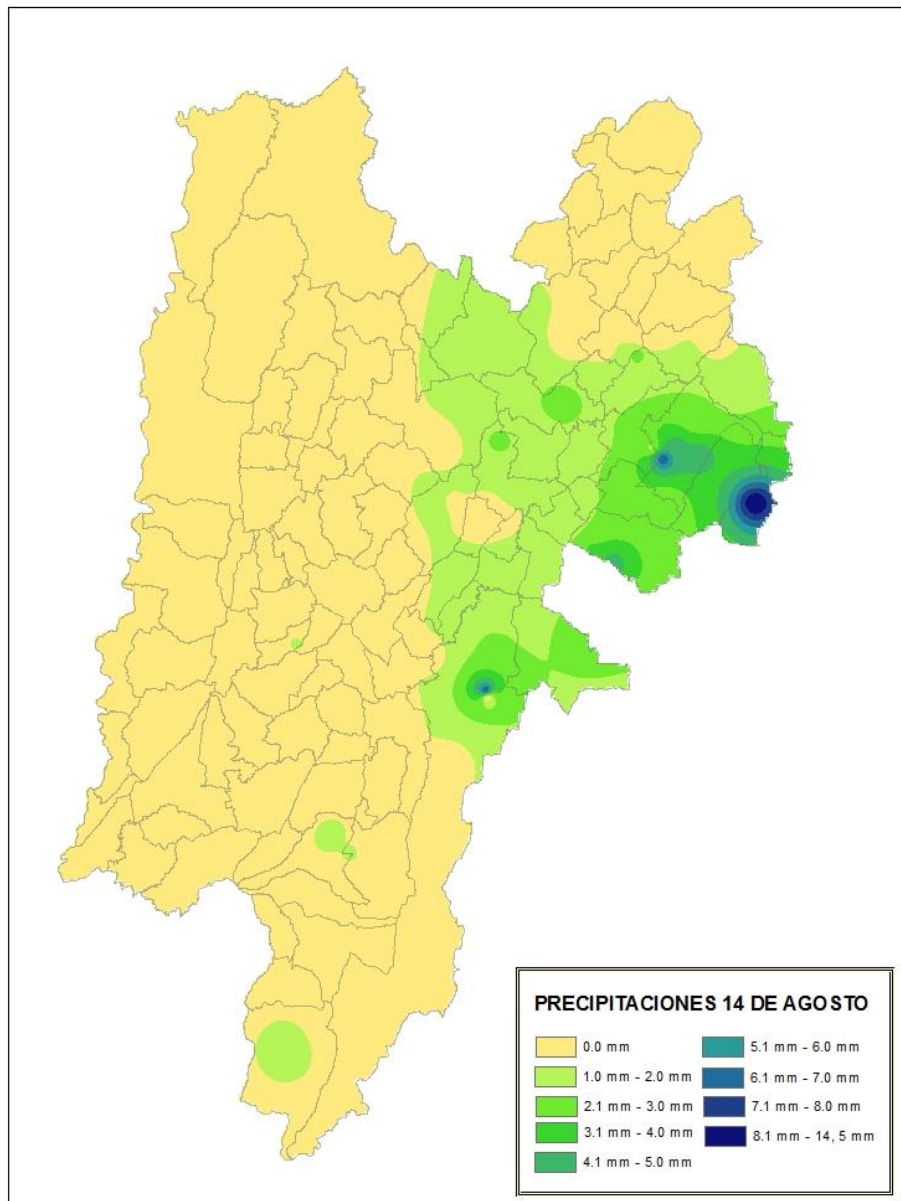 PRECIPITACIONES 14 DE AGOSTO
0.0 mm
1.0 mm - 2.0 mm
2.1 mm - 3.0 mm
3.1 mm - 4.0 mm
4.1 mm - 5.0 mm
5.1 mm - 6.0 mm
6.1 mm - 7.0 mm
7.1 mm - 8.0 mm
8.1 mm - 14, 5 mm